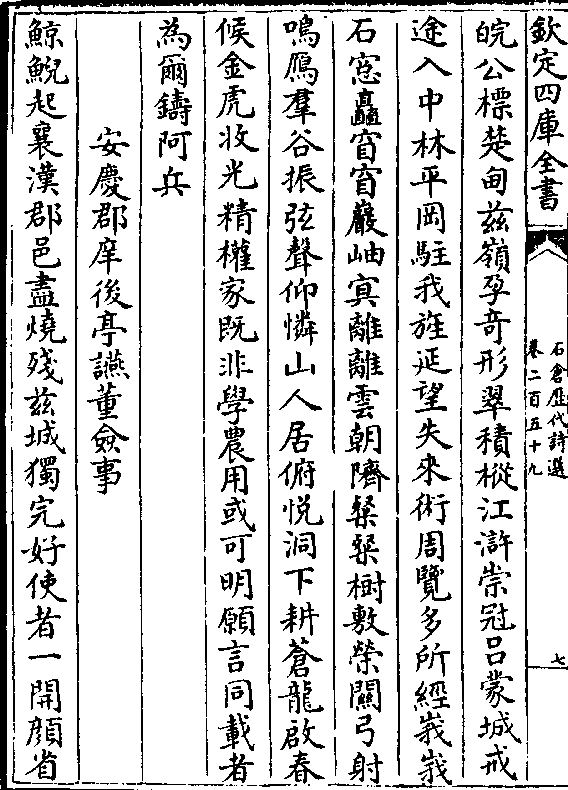 欽定四庫全書
石倉歷代詩選
卷二百五十九
七
皖公標楚甸兹嶺孕奇形翠積樅江滸崇冠吕蒙城戒
途入中林平岡駐我旌延望失來術周覽多所經峩峩
石窓矗窅窅巖岫㝠離離雲朝隮粲粲樹敷榮關弓射
鳴鴈羣谷振弦聲仰憐山人居俯悦洞下耕蒼龍啟春
候金虎收光精權家既非學農用或可明願言同載者
為爾鑄阿兵
安慶郡庠後亭讌董僉事
鯨鯢起襄漢郡邑盡燒殘兹城獨完好使者一開顔省